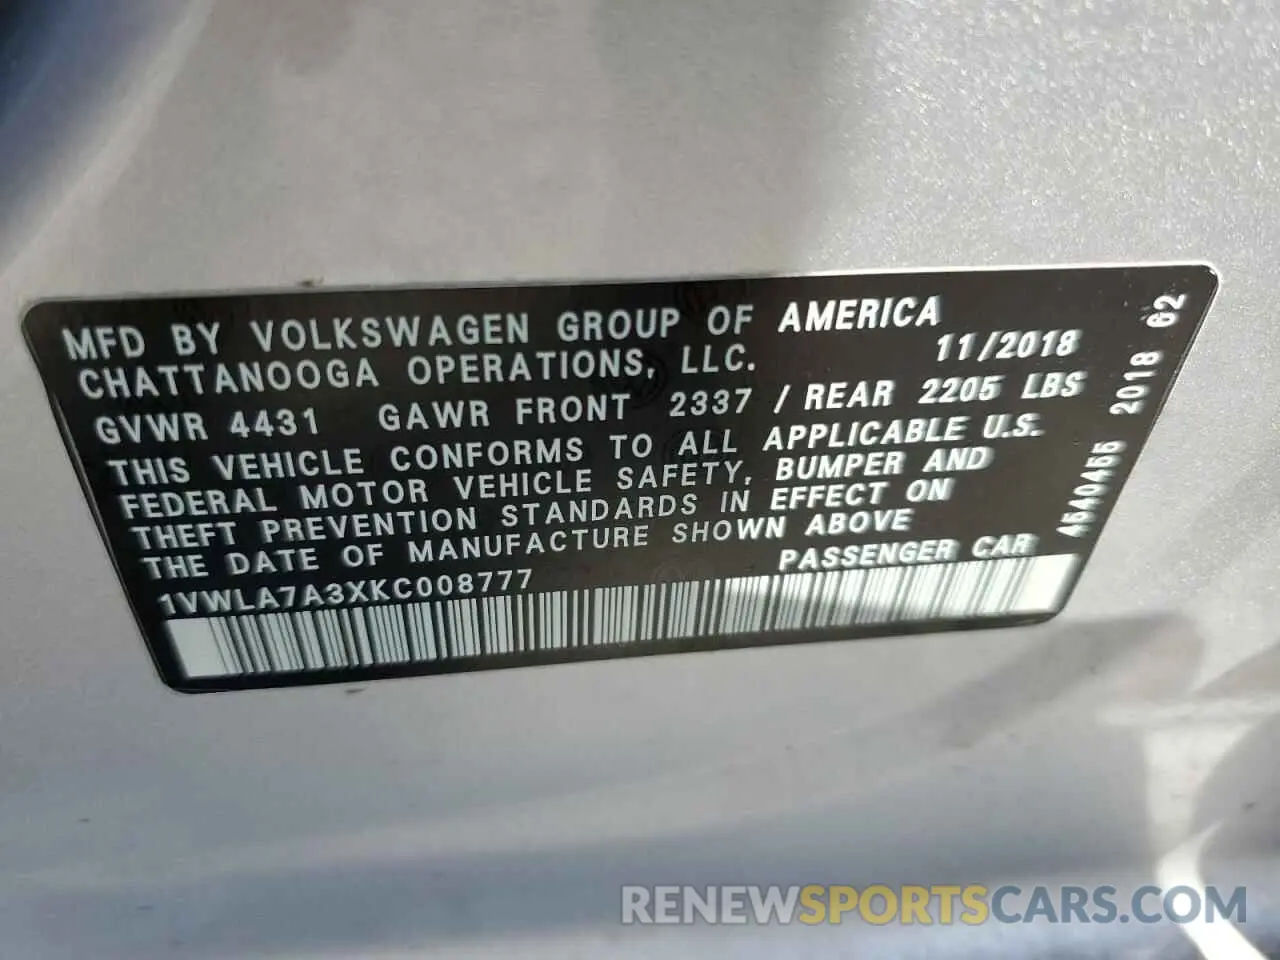 MFD BY VOLKSWAGEN GROUP OF AMERICA
CHATTANOOGA OPERATIONS, LLC. 11/2018
GVWR 4431 GAWR FRONT 2337 / REAR 2205 LBS
THIS VEHICLE CONFORMS TO ALL APPLICABLE U.S.
FEDERAL MOTOR VEHICLE SAFETY, BUMPER AND
THEFT PREVENTION STANDARDS IN EFFECT ON
THE DATE OF MANUFACTURE SHOWN ABOVE
1VWLA7A3XKC008777 PASSENGER CAR
4540455 2018 62
RENEWSPORTSCARS.COM